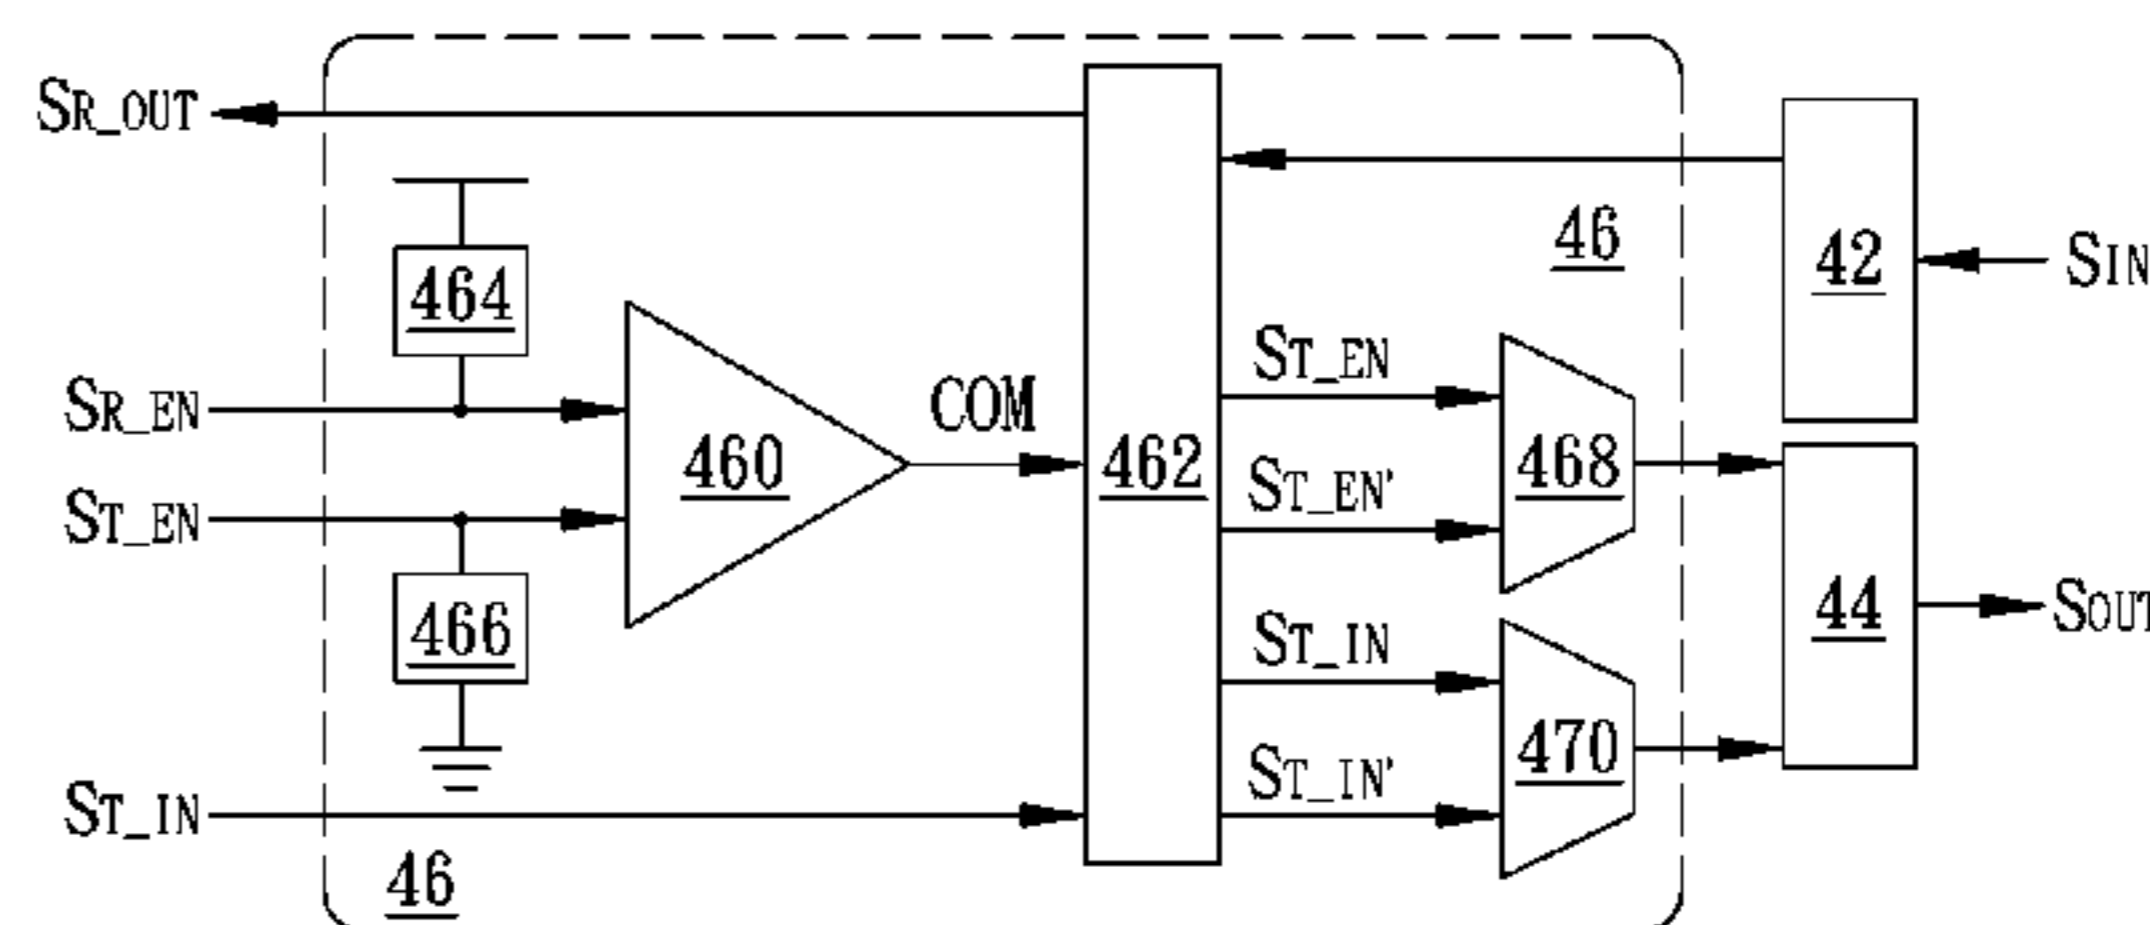 SR_OUT
46
42
SIN
464
ST_EN
SR_EN
COM
460
462
468
ST_EN'
ST_EN
44
SOUT
466
ST_IN
470
ST_IN'
ST_IN
46